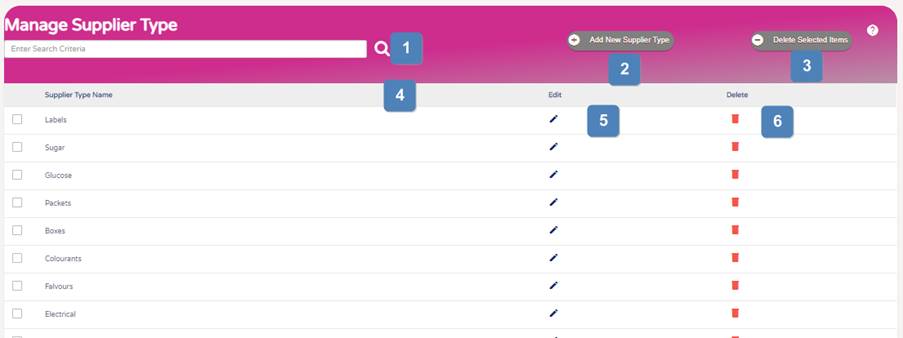 Manage Supplier Type
Enter Search Criteria
1
Add New Supplier Type
Delete Selected Items
?
2
3
4
Supplier Type Name
Edit
Delete
5
6
Labels
Sugar
Glucose
Packets
Boxes
Colourants
Falvours
Electrical